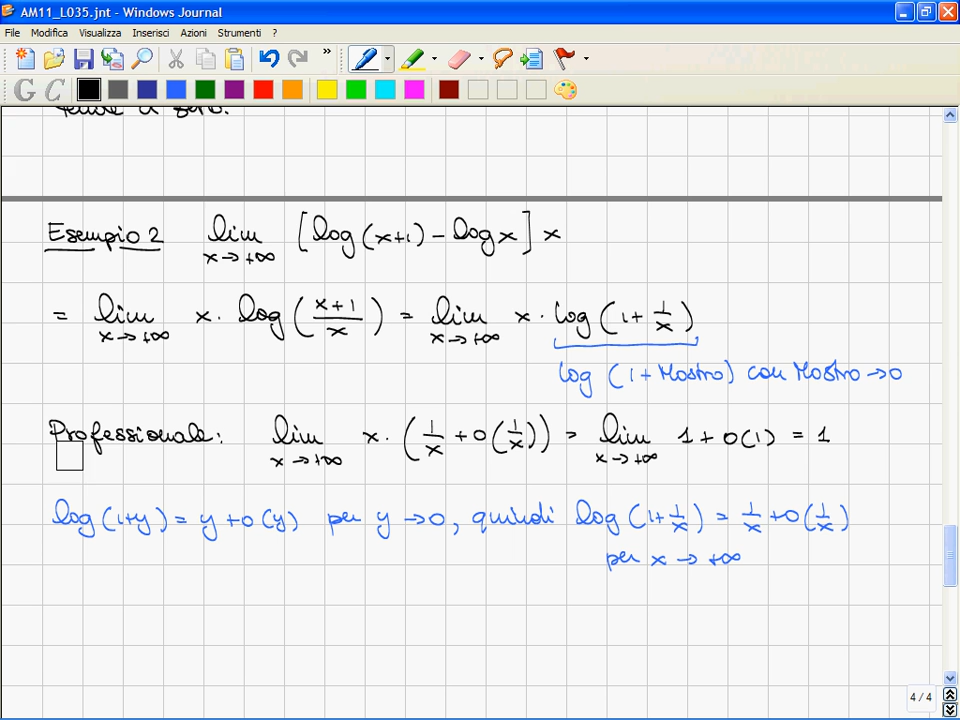 AM11_L035.jnt - Windows Journal
File Modifica Visualizza Inserisci Azioni Strumenti ?
G C
tende a zero.
Esempio 2 lim x→+∞ [log(x+1) - log x] x
= lim x→+∞ x · log((x+1)/x) = lim x→+∞ x · log(1+1/x)
log (1+Mostro) con Mostro →0
Professionale: lim x→+∞ x · (1/x + o(1/x)) = lim x→+∞ 1+o(1) = 1
log(1+y) = y+o(y) per y→0, quindi log(1+1/x) = 1/x + o(1/x)
per x → +∞
4 / 4